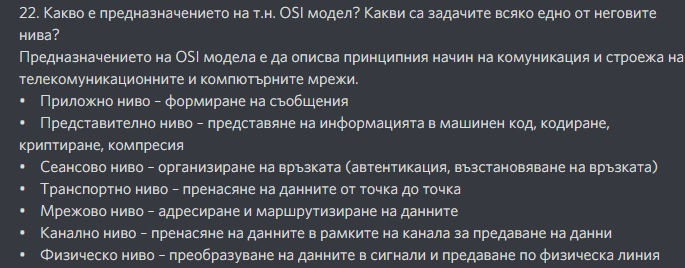 22. Какво е предназначението на т.н. OSI модел? Какви са задачите всяко едно от неговите
нива?
Предназначението на OSI модела е да описва принципния начин на комуникация и строежа на
телекомуникационните и компютърните мрежи.
• Приложно ниво – формиране на съобщения
• Представително ниво – представяне на информацията в машинен код, кодиране,
криптиране, компресия
• Сеансово ниво – организиране на връзката (автентикация, възстановяване на връзката)
• Транспортно ниво – пренасяне на данните от точка до точка
• Мрежово ниво – адресиране и маршрутизиране на данните
• Канално ниво – пренасяне на данните в рамките на канала за предаване на данни
• Физическо ниво – преобразуване на данните в сигнали и предаване по физическа линия